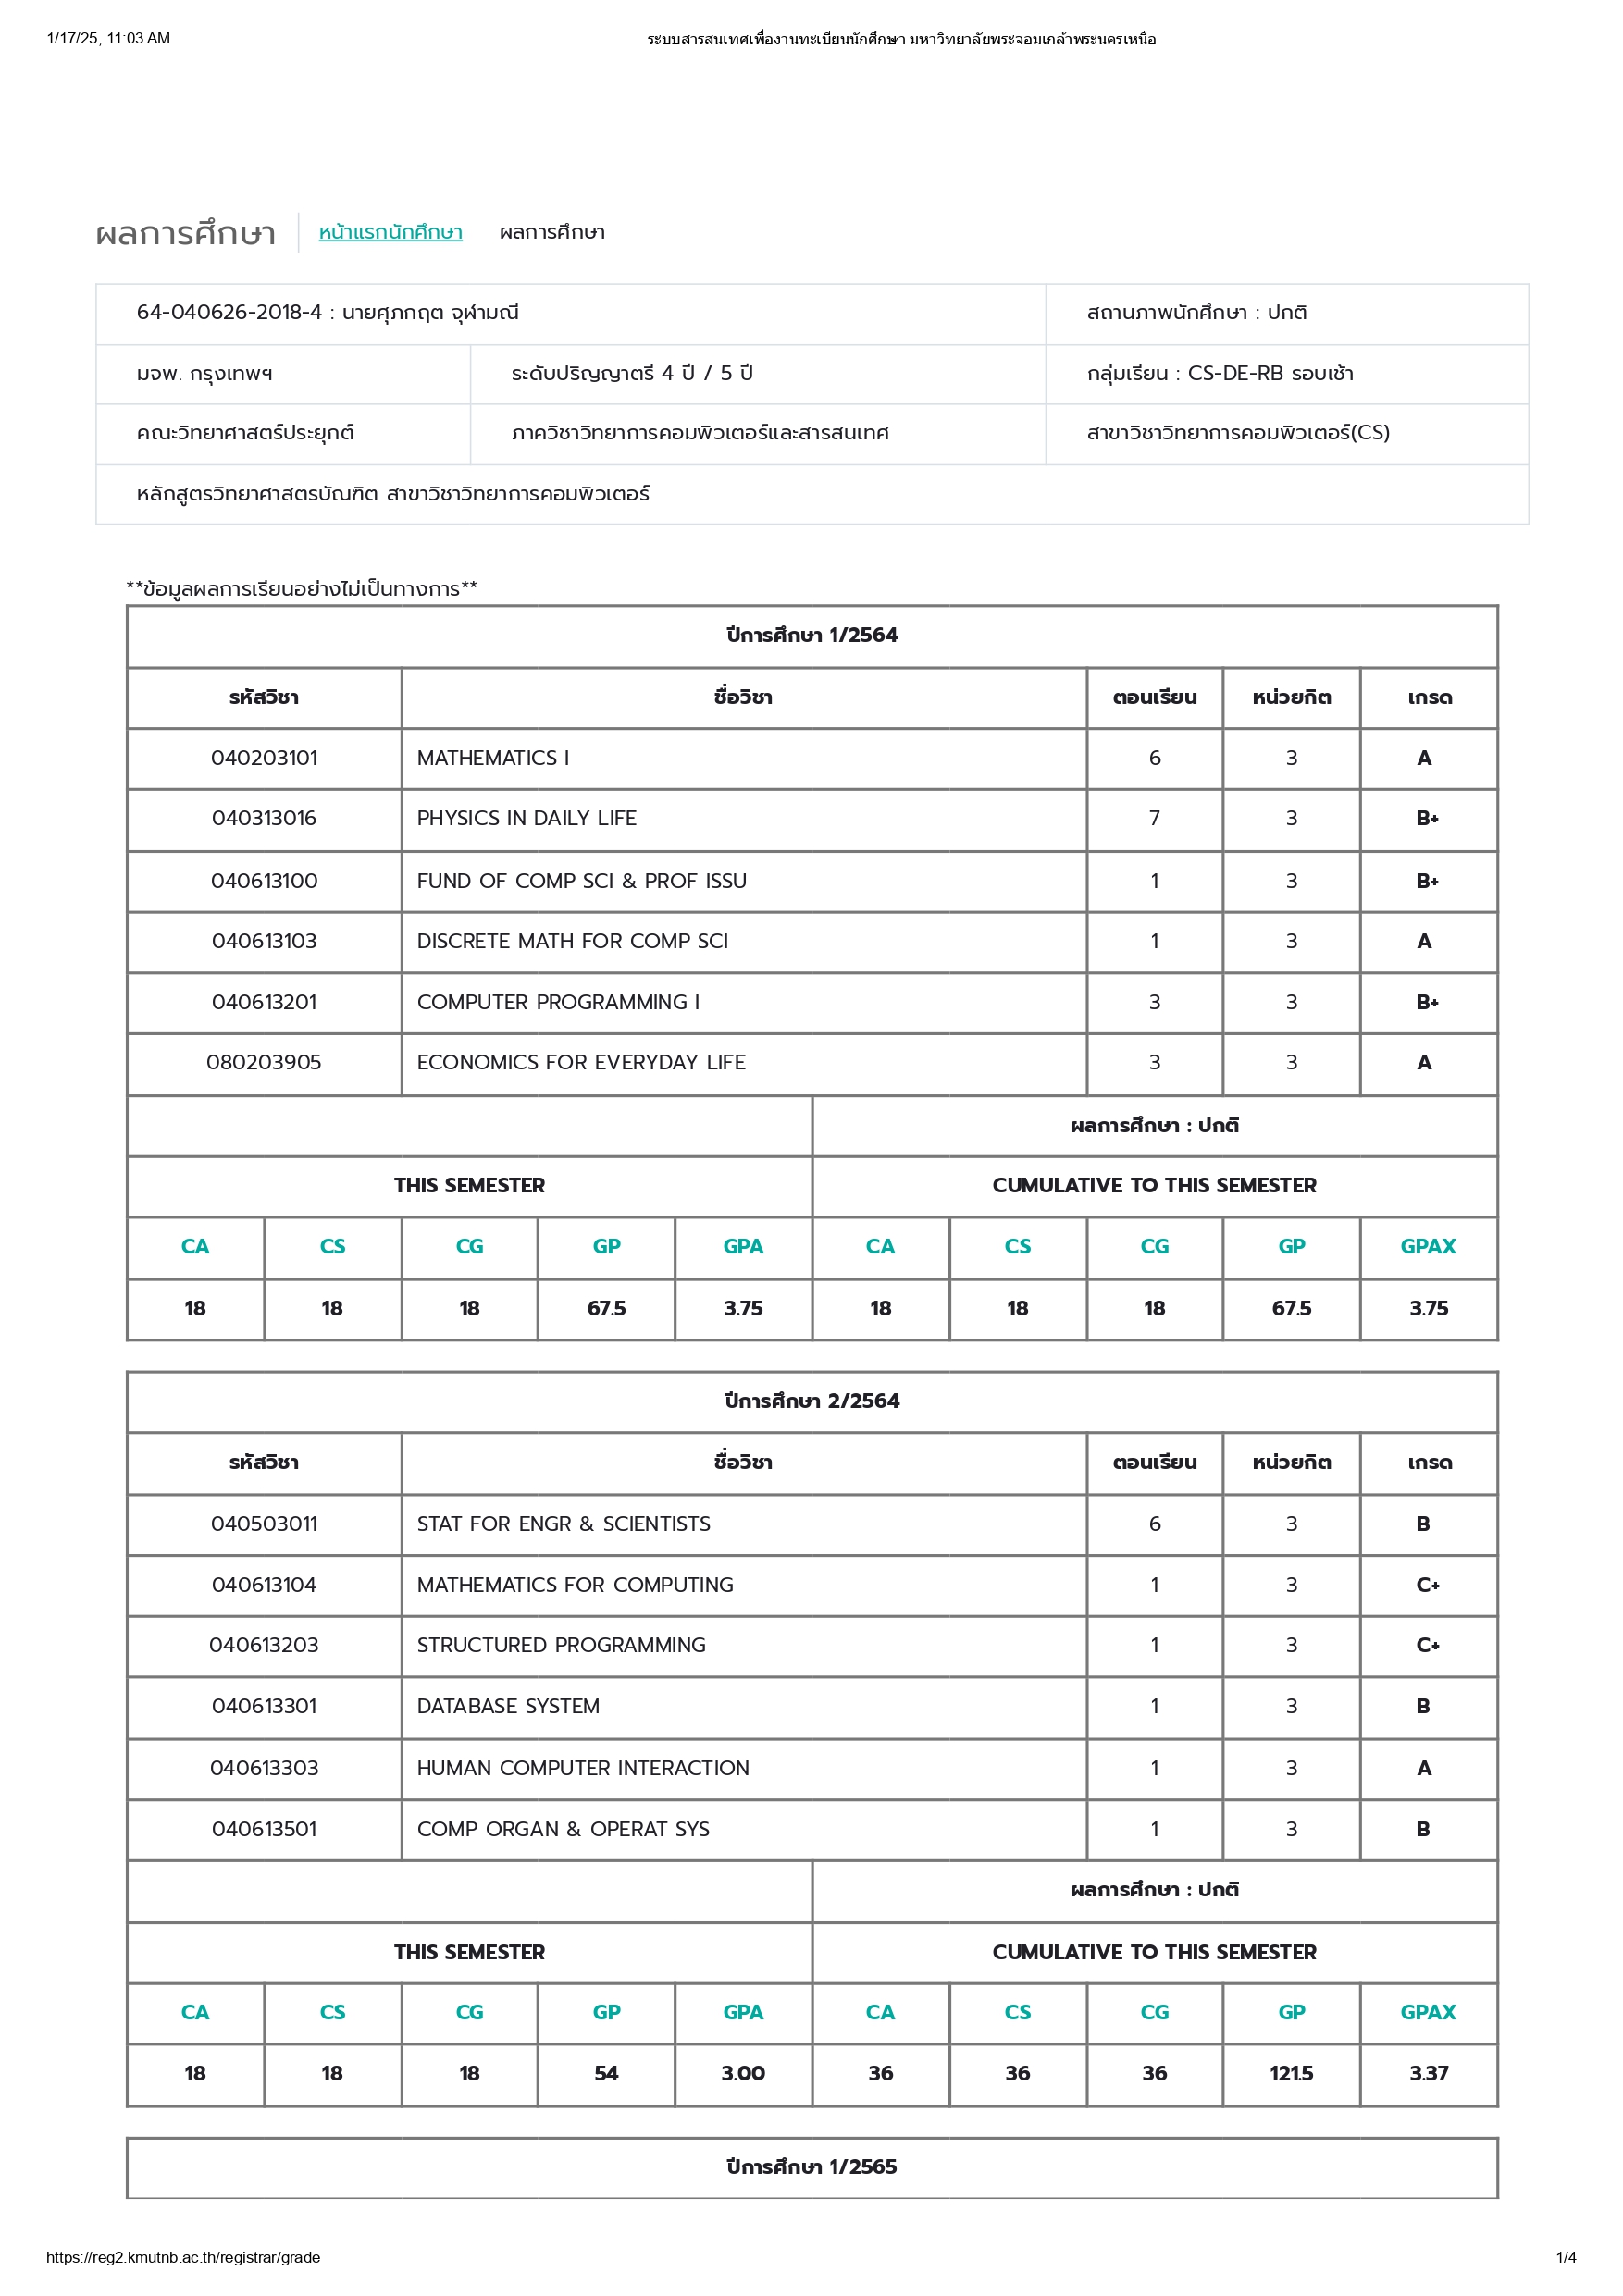 1/17/25, 11:03 AM ระบบสารสนเทศเพื่องานทะเบียนนักศึกษา มหาวิทยาลัยพระจอมเกล้าพระนครเหนือ
ผลการศึกษา หน้าแรกนักศึกษา ผลการศึกษา
64-040626-2018-4 : นายศุภกฤต จุฬามณี สถานภาพนักศึกษา : ปกติ
มจพ. กรุงเทพฯ ระดับปริญญาตรี 4 ปี / 5 ปี กลุ่มเรียน : CS-DE-RB รอบเช้า
คณะวิทยาศาสตร์ประยุกต์ ภาควิชาวิทยาการคอมพิวเตอร์และสารสนเทศ สาขาวิชาวิทยาการคอมพิวเตอร์(CS)
หลักสูตรวิทยาศาสตรบัณฑิต สาขาวิชาวิทยาการคอมพิวเตอร์
**ข้อมูลผลการเรียนอย่างไม่เป็นทางการ**
ปีการศึกษา 1/2564
รหัสวิชา ชื่อวิชา ตอนเรียน หน่วยกิต เกรด
040203101 MATHEMATICS I 6 3 A
040313016 PHYSICS IN DAILY LIFE 7 3 B+
040613100 FUND OF COMP SCI & PROF ISSU 1 3 B+
040613103 DISCRETE MATH FOR COMP SCI 1 3 A
040613201 COMPUTER PROGRAMMING I 3 3 B+
080203905 ECONOMICS FOR EVERYDAY LIFE 3 3 A
ผลการศึกษา : ปกติ
THIS SEMESTER CUMULATIVE TO THIS SEMESTER
CA CS CG GP GPA CA CS CG GP GPAX
18 18 18 67.5 3.75 18 18 18 67.5 3.75
ปีการศึกษา 2/2564
รหัสวิชา ชื่อวิชา ตอนเรียน หน่วยกิต เกรด
040503011 STAT FOR ENGR & SCIENTISTS 6 3 B
040613104 MATHEMATICS FOR COMPUTING 1 3 C+
040613203 STRUCTURED PROGRAMMING 1 3 C+
040613301 DATABASE SYSTEM 1 3 B
040613303 HUMAN COMPUTER INTERACTION 1 3 A
040613501 COMP ORGAN & OPERAT SYS 1 3 B
ผลการศึกษา : ปกติ
THIS SEMESTER CUMULATIVE TO THIS SEMESTER
CA CS CG GP GPA CA CS CG GP GPAX
18 18 18 54 3.00 36 36 36 121.5 3.37
ปีการศึกษา 1/2565
https://reg2.kmutnb.ac.th/registrar/grade 1/4